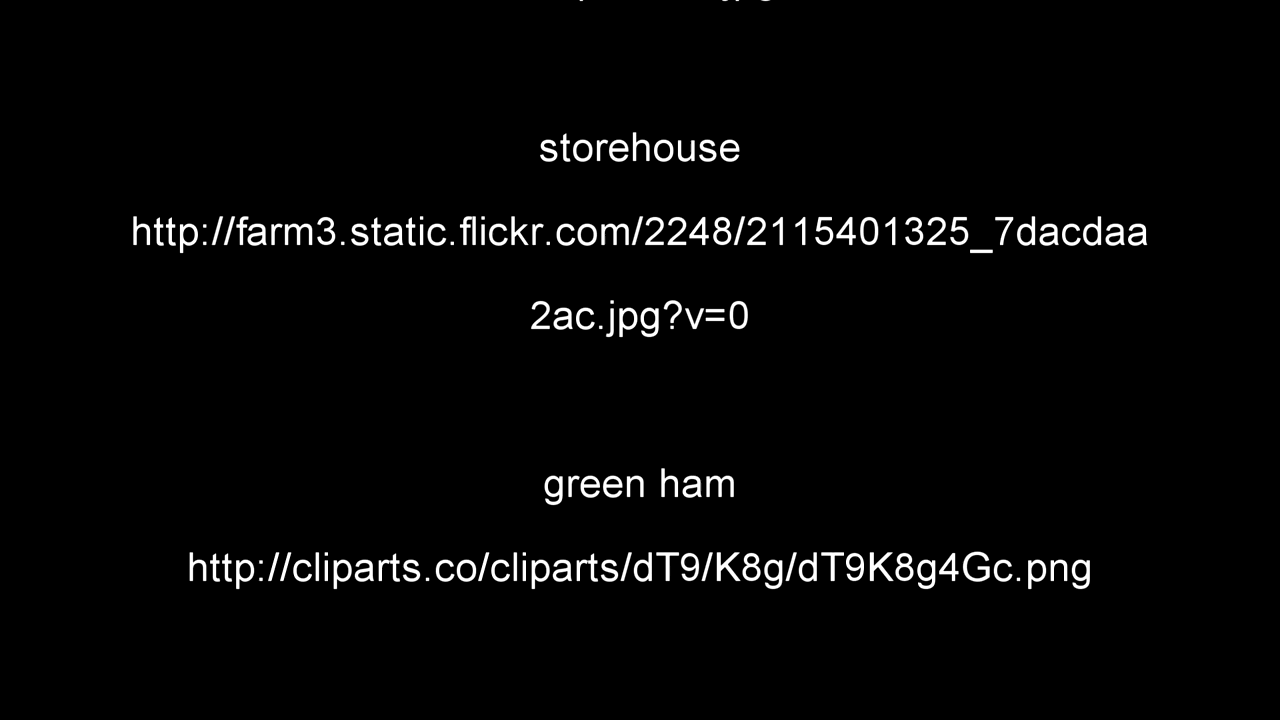 storehouse
http://farm3.static.flickr.com/2248/2115401325_7dacdaa
2ac.jpg?v=0
green ham
http://cliparts.co/cliparts/dT9/K8g/dT9K8g4Gc.png